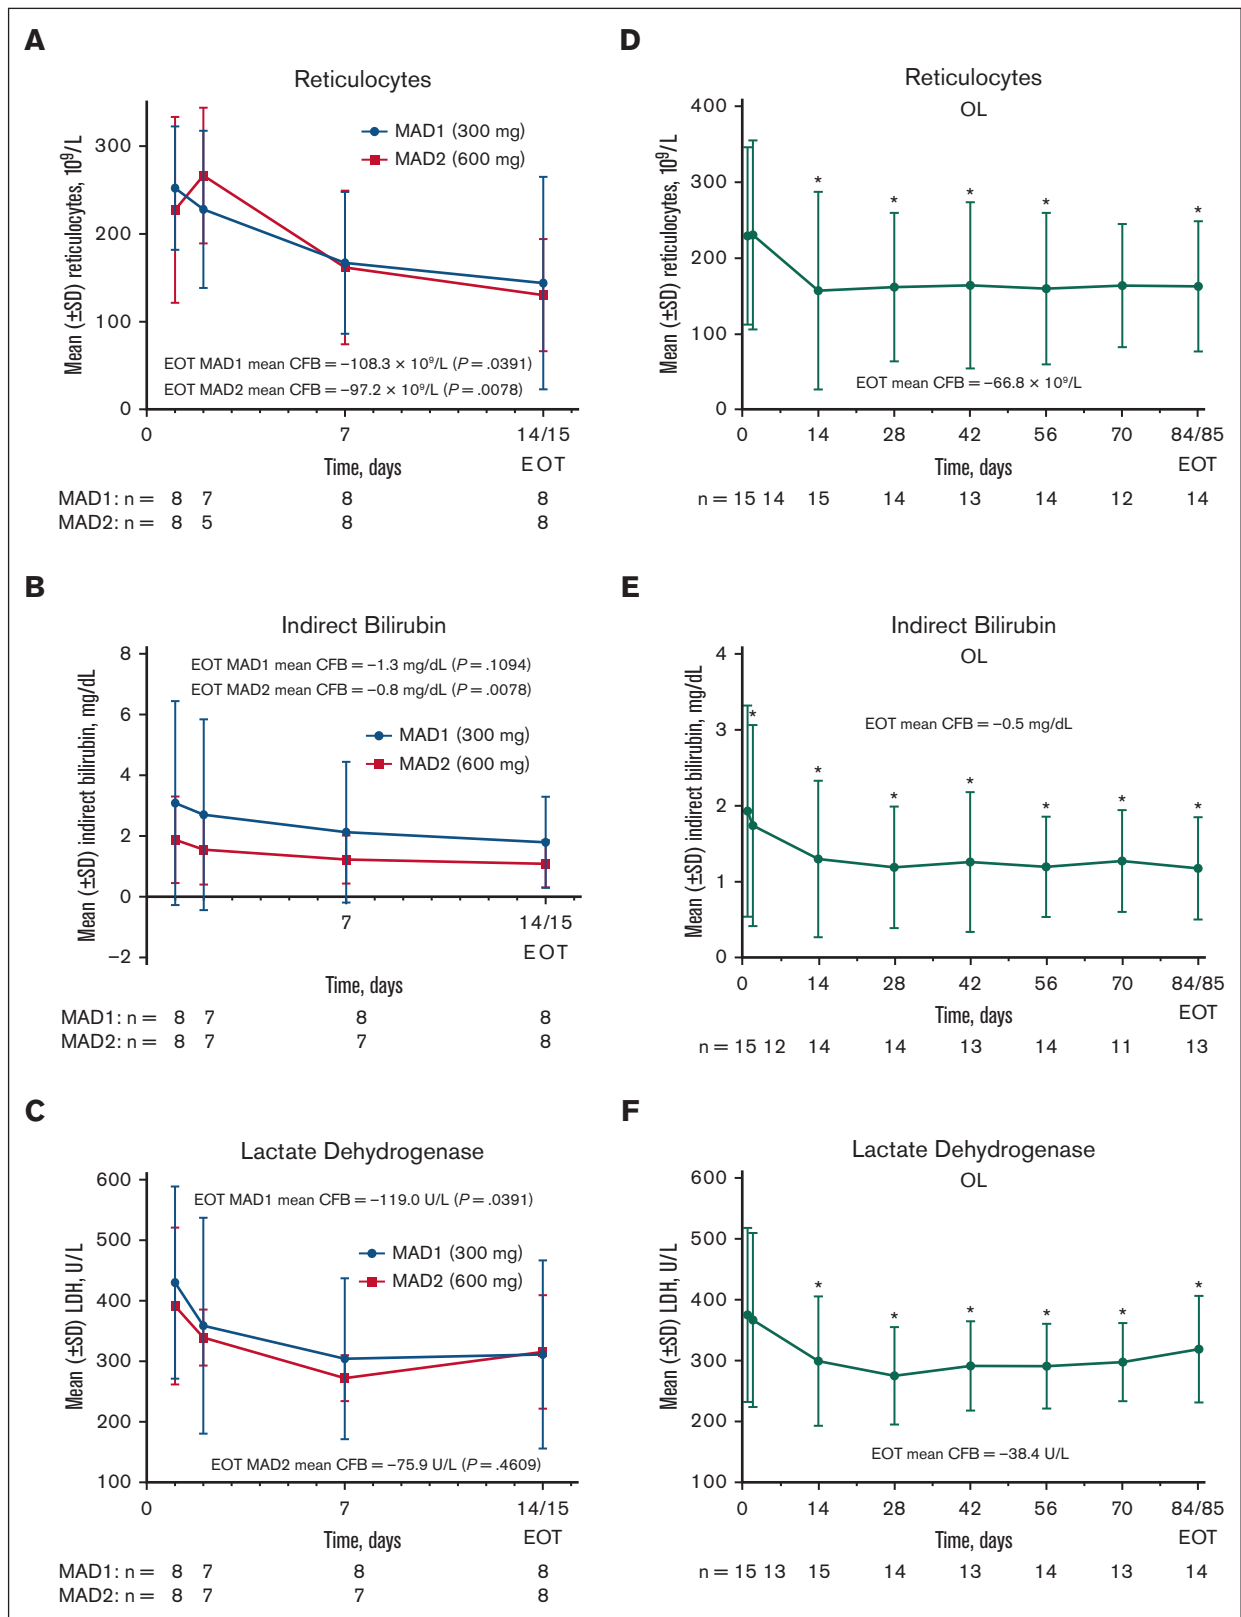 A
Reticulocytes
Mean (±SD) reticulocytes, 10⁹/L
300
200
100
0
MAD1 (300 mg)
MAD2 (600 mg)
EOT MAD1 mean CFB = –108.3 × 10⁹/L (P = .0391)
EOT MAD2 mean CFB = –97.2 × 10⁹/L (P = .0078)
0 7 14/15
EOT
Time, days
MAD1: n = 8 7 8 8
MAD2: n = 8 5 8 8
B
Indirect Bilirubin
Mean (±SD) indirect bilirubin, mg/dL
8
6
4
2
0
–2
EOT MAD1 mean CFB = –1.3 mg/dL (P = .1094)
EOT MAD2 mean CFB = –0.8 mg/dL (P = .0078)
MAD1 (300 mg)
MAD2 (600 mg)
7 14/15
EOT
Time, days
MAD1: n = 8 7 8 8
MAD2: n = 8 7 7 8
C
Lactate Dehydrogenase
Mean (±SD) LDH, U/L
600
500
400
300
200
100
EOT MAD1 mean CFB = –119.0 U/L (P = .0391)
MAD1 (300 mg)
MAD2 (600 mg)
EOT MAD2 mean CFB = –75.9 U/L (P = .4609)
0 7 14/15
Time, days EOT
MAD1: n = 8 7 8 8
MAD2: n = 8 7 7 8
D
Reticulocytes
OL
Mean (±SD) reticulocytes, 10⁹/L
400
300
200
100
0
* * * * *
EOT mean CFB = –66.8 × 10⁹/L
0 14 28 42 56 70 84/85
Time, days EOT
n = 15 14 15 14 13 14 12 14
E
Indirect Bilirubin
OL
Mean (±SD) indirect bilirubin, mg/dL
4
3
2
1
0
EOT mean CFB = –0.5 mg/dL
* * * * * * *
0 14 28 42 56 70 84/85
Time, days EOT
n = 15 12 14 14 13 14 11 13
F
Lactate Dehydrogenase
OL
Mean (±SD) LDH, U/L
600
500
400
300
200
100
* * * * * *
EOT mean CFB = –38.4 U/L
0 14 28 42 56 70 84/85
Time, days EOT
n = 15 13 15 14 13 14 13 14